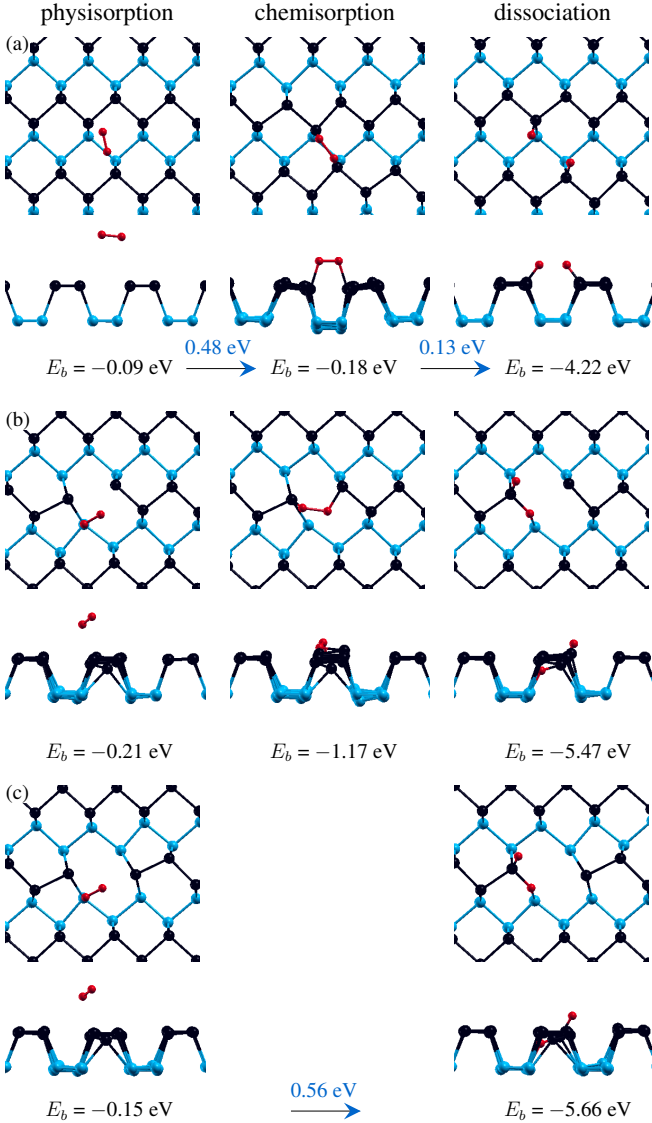 physisorption chemisorption dissociation
(a)
0.48 eV 0.13 eV
E_b = −0.09 eV E_b = −0.18 eV E_b = −4.22 eV
(b)
E_b = −0.21 eV E_b = −1.17 eV E_b = −5.47 eV
(c)
0.56 eV
E_b = −0.15 eV E_b = −5.66 eV